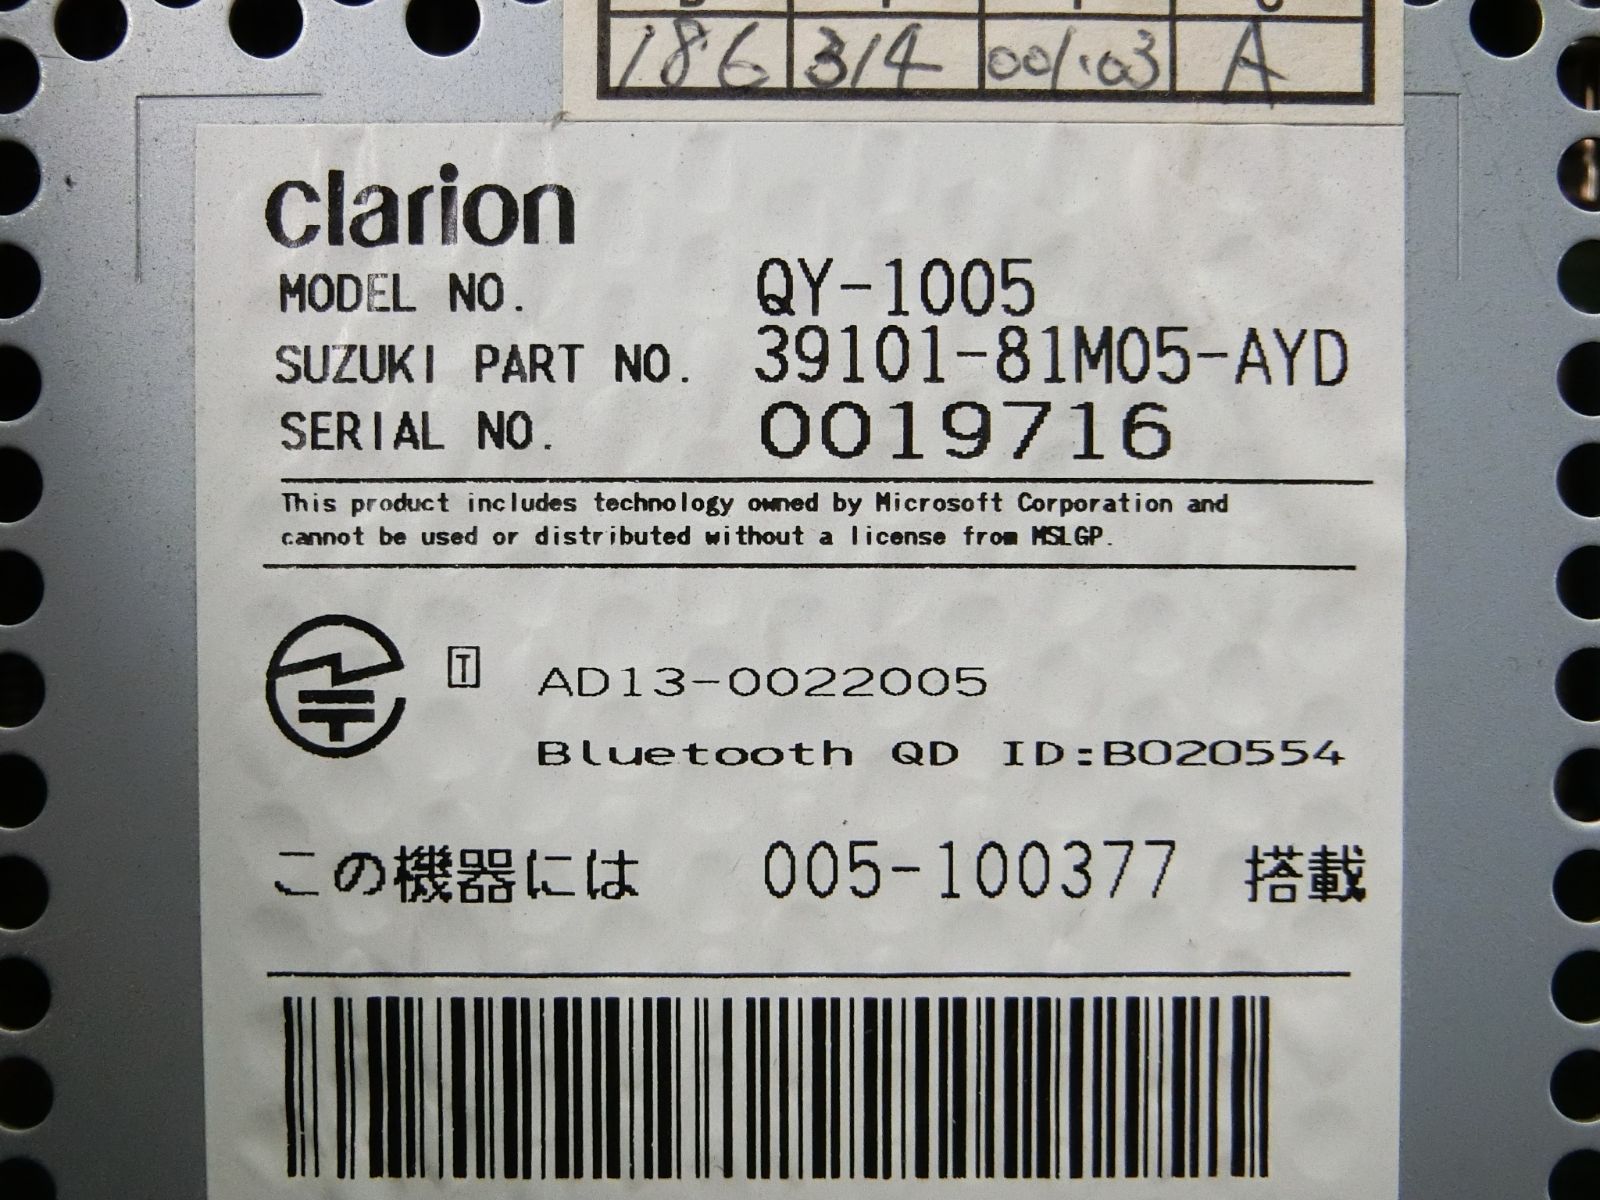 186 314 001.03 A
Clarion
MODEL NO. QY-1005
SUZUKI PART NO. 39101-81M05-AYD
SERIAL NO. 0019716
This product includes technology owned by Microsoft Corporation and
cannot be used or distributed without a license from MSLGP.
T AD13-0022005
Bluetooth QD ID:B020554
この機器には 005-100377 搭載